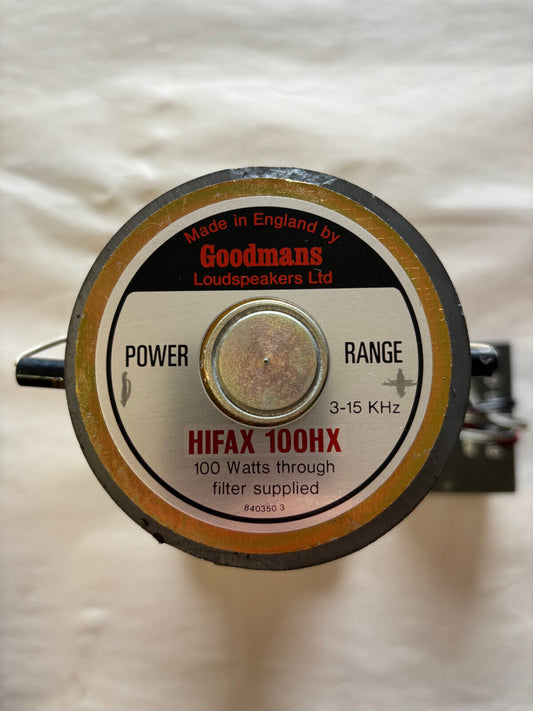 Made in England by
Goodmans
Loudspeakers Ltd
POWER RANGE
3-15 KHz
HIFAX 100HX
100 Watts through
filter supplied
840350 3